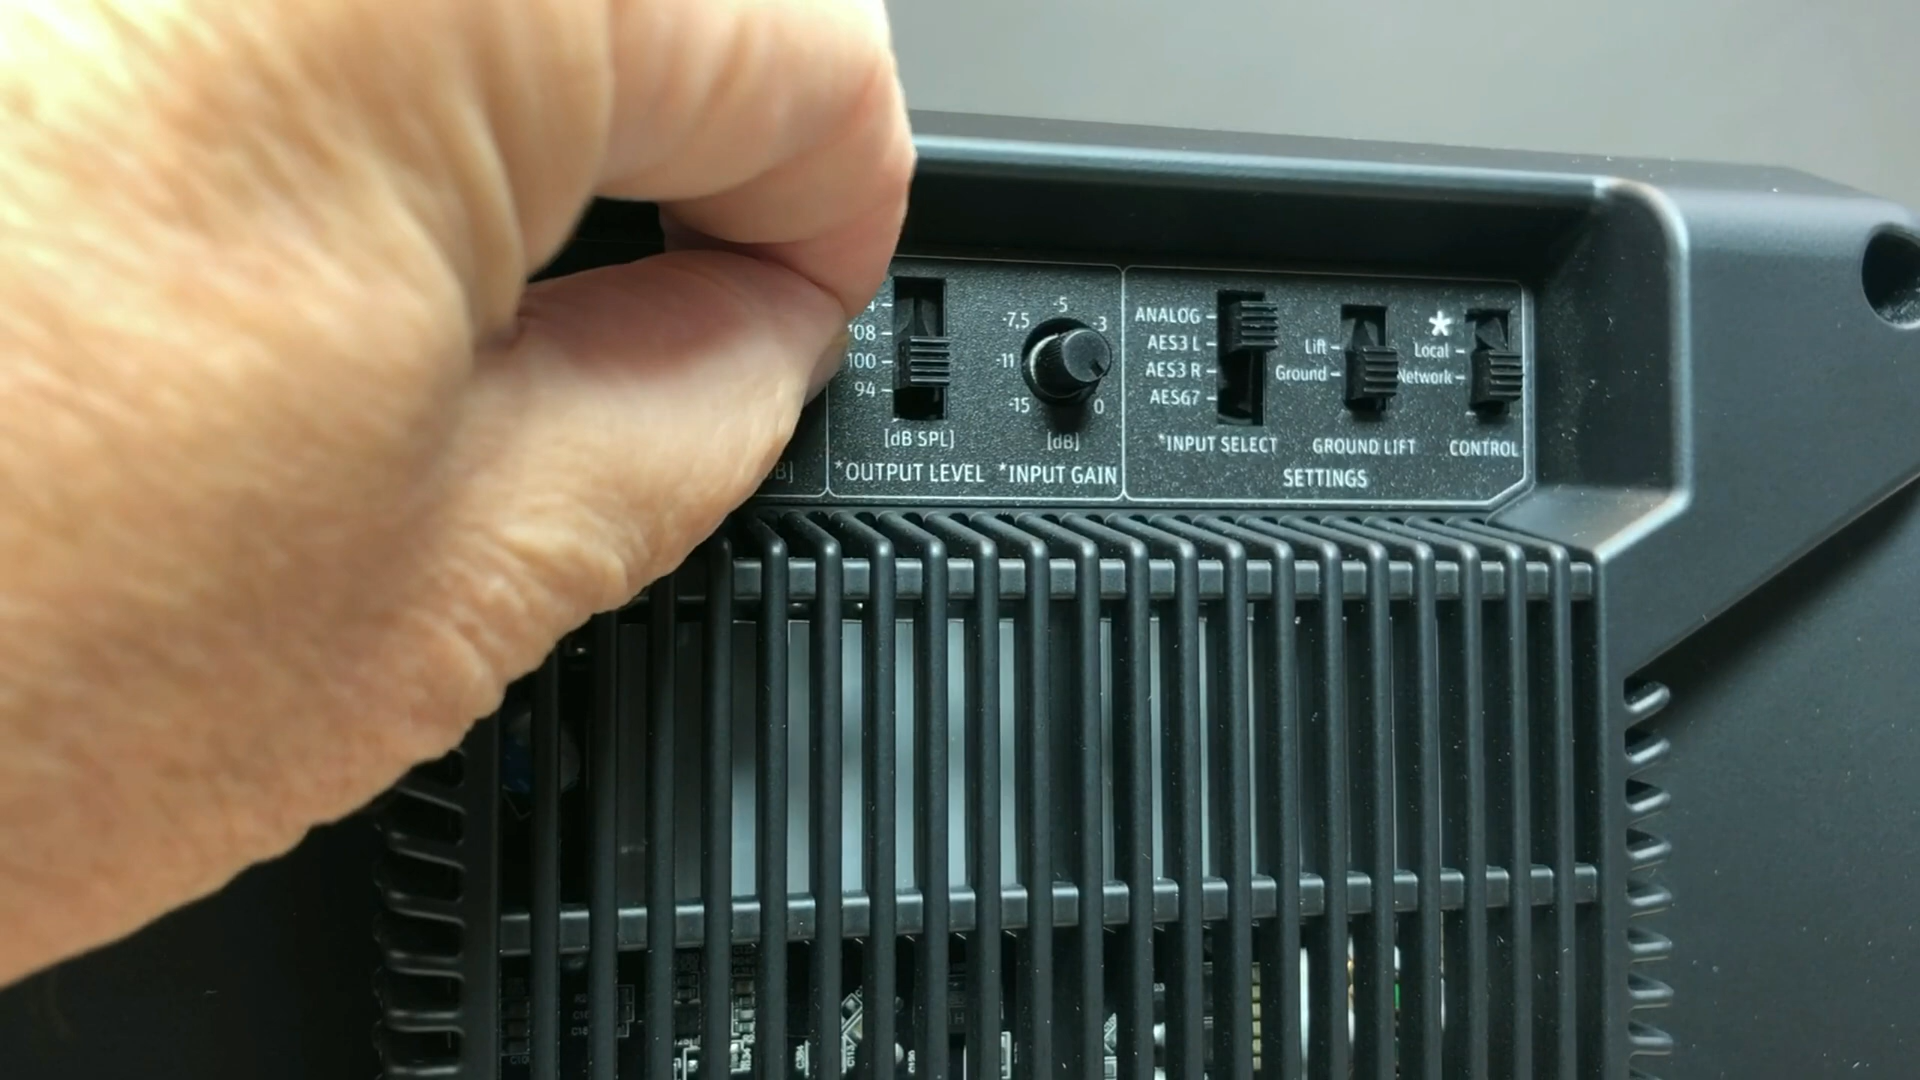 108
100
94
[dB SPL]
*OUTPUT LEVEL
-15
-11
-7,5
-5
-3
0
[dB]
*INPUT GAIN
ANALOG
AES3 L
AES3 R
AES67
*INPUT SELECT
Lift
Ground
GROUND LIFT
*
Local
Network
CONTROL
SETTINGS